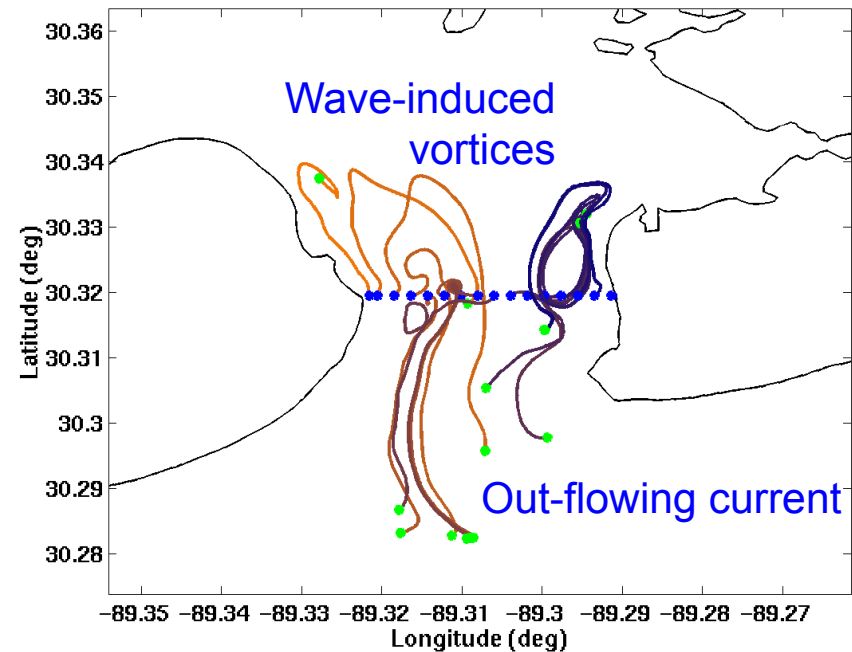 30.36
30.35
30.34
30.33
30.32
30.31
30.3
30.29
30.28
Latitude (deg)
Wave-induced
vortices
Out-flowing current
−89.35 −89.34 −89.33 −89.32 −89.31 −89.3 −89.29 −89.28 −89.27
Longitude (deg)